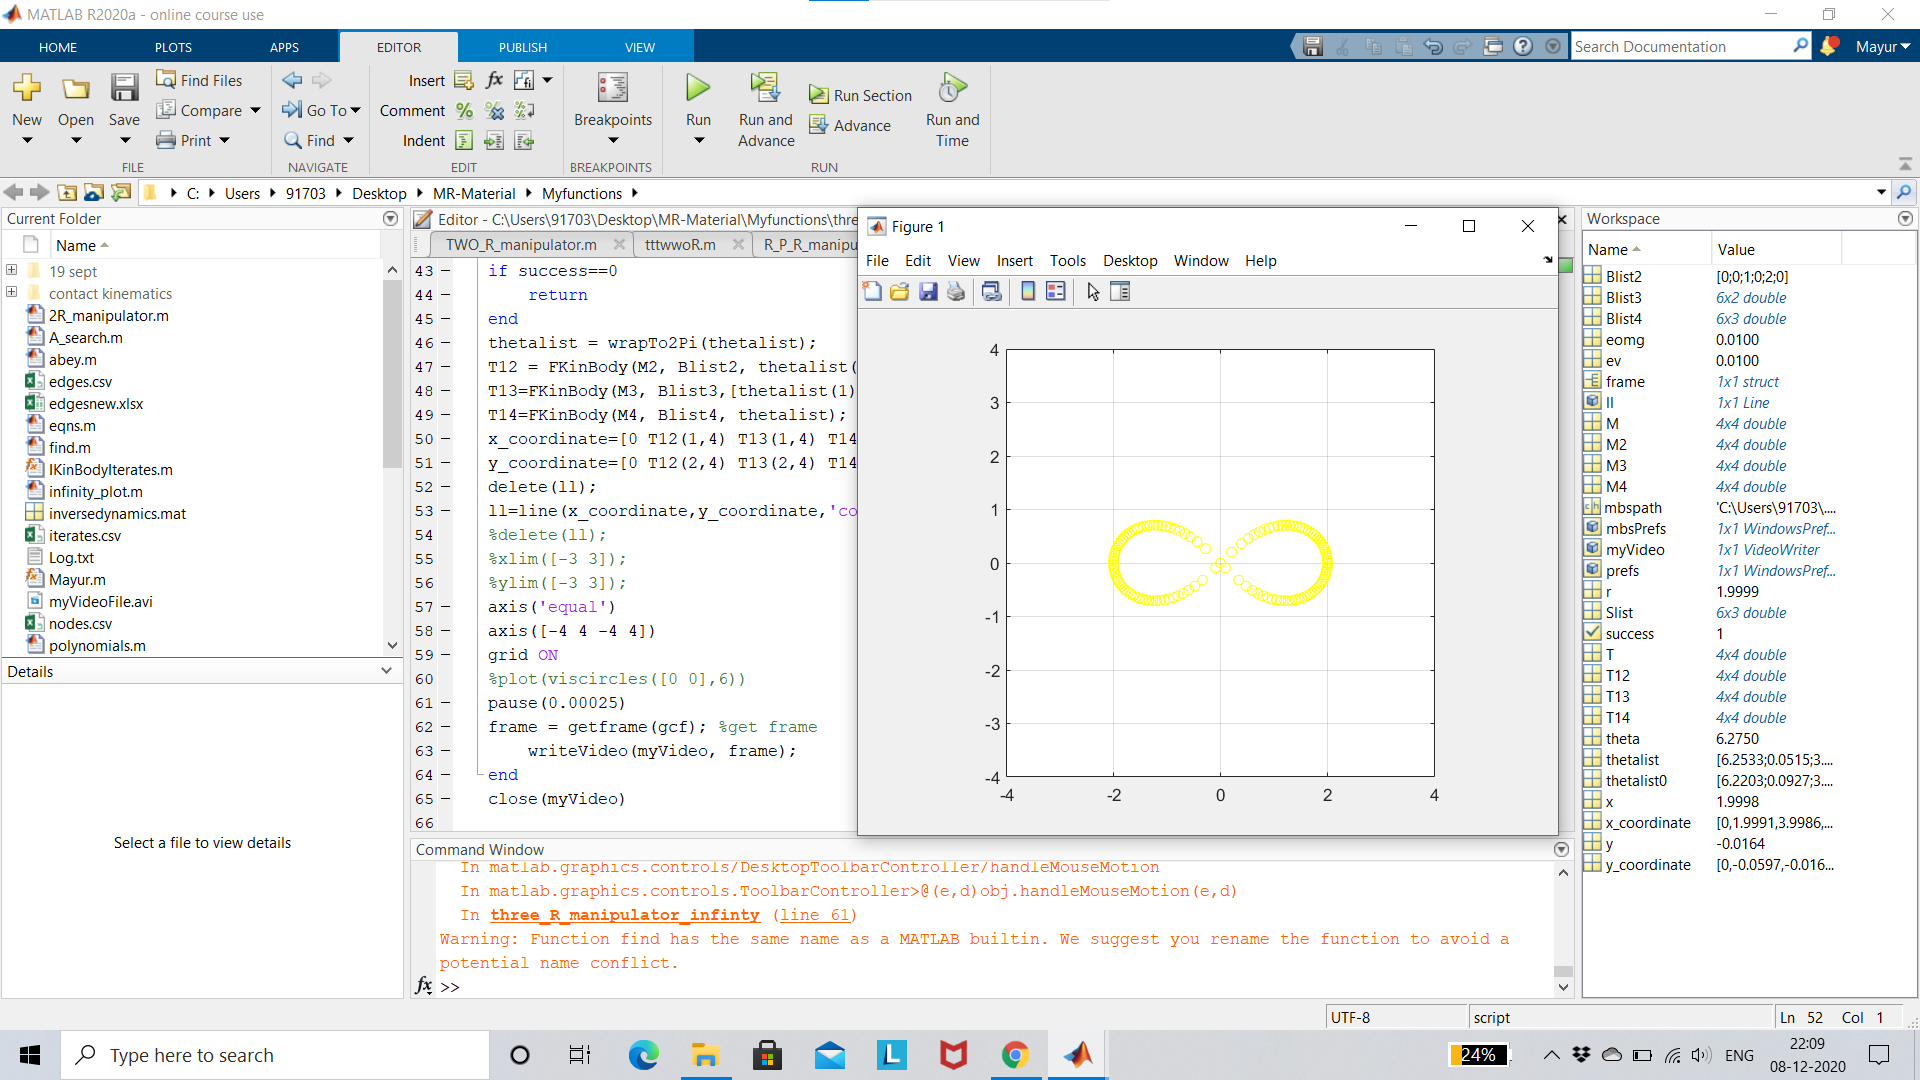 MATLAB R2020a - online course use
HOME PLOTS APPS EDITOR PUBLISH VIEW
Search Documentation
Mayur
New Open Save
Find Files
Compare
Print
FILE
Go To
Find
NAVIGATE
Insert fx
Comment
Indent
EDIT
Breakpoints
BREAKPOINTS
Run
Run and Advance
Run Section
Advance
Run and Time
RUN
C: Users 91703 Desktop MR-Material Myfunctions
Current Folder
Name
19 sept
contact kinematics
2R_manipulator.m
A_search.m
abey.m
edges.csv
edgesnew.xlsx
eqns.m
find.m
IKinBodyIterates.m
infinity_plot.m
inversedynamics.mat
iterates.csv
Log.txt
Mayur.m
myVideoFile.avi
nodes.csv
polynomials.m
Details
Select a file to view details
Editor - C:\Users\91703\Desktop\MR-Material\Myfunctions\thre
TWO_R_manipulator.m tttwwoR.m R_P_R_manipu
43 – if success==0
44 – return
45 – end
46 – thetalist = wrapTo2Pi(thetalist);
47 – T12 = FKinBody(M2, Blist2, thetalist(
48 – T13=FKinBody(M3, Blist3,[thetalist(1)
49 – T14=FKinBody(M4, Blist4, thetalist);
50 – x_coordinate=[0 T12(1,4) T13(1,4) T14
51 – y_coordinate=[0 T12(2,4) T13(2,4) T14
52 – delete(ll);
53 – ll=line(x_coordinate,y_coordinate,'co
54 – %delete(ll);
55 – %xlim([-3 3]);
56 – %ylim([-3 3]);
57 – axis('equal')
58 – axis([-4 4 -4 4])
59 – grid ON
60 – %plot(viscircles([0 0],6))
61 – pause(0.00025)
62 – frame = getframe(gcf); %get frame
63 – writeVideo(myVideo, frame);
64 – end
65 – close(myVideo)
66
Figure 1
File Edit View Insert Tools Desktop Window Help
4
3
2
1
0
-1
-2
-3
-4
-4 -2 0 2 4
Command Window
In matlab.graphics.controls/DesktopToolbarController/handleMouseMotion
In matlab.graphics.controls.ToolbarController>@(e,d)obj.handleMouseMotion(e,d)
In three_R_manipulator_infinty (line 61)
Warning: Function find has the same name as a MATLAB builtin. We suggest you rename the function to avoid a
potential name conflict.
fx >>
Workspace
Name Value
Blist2 [0;0;1;0;2;0]
Blist3 6x2 double
Blist4 6x3 double
eomg 0.0100
ev 0.0100
frame 1x1 struct
ll 1x1 Line
M 4x4 double
M2 4x4 double
M3 4x4 double
M4 4x4 double
mbspath 'C:\Users\91703\....
mbsPrefs 1x1 WindowsPref...
myVideo 1x1 VideoWriter
prefs 1x1 WindowsPref...
r 1.9999
Slist 6x3 double
success 1
T 4x4 double
T12 4x4 double
T13 4x4 double
T14 4x4 double
theta 6.2750
thetalist [6.2533;0.0515;3....
thetalist0 [6.2203;0.0927;3....
x 1.9998
x_coordinate [0,1.9991,3.9986,...
y -0.0164
y_coordinate [0,-0.0597,-0.016...
UTF-8 script Ln 52 Col 1
Type here to search
L
24%
ENG
22:09
08-12-2020